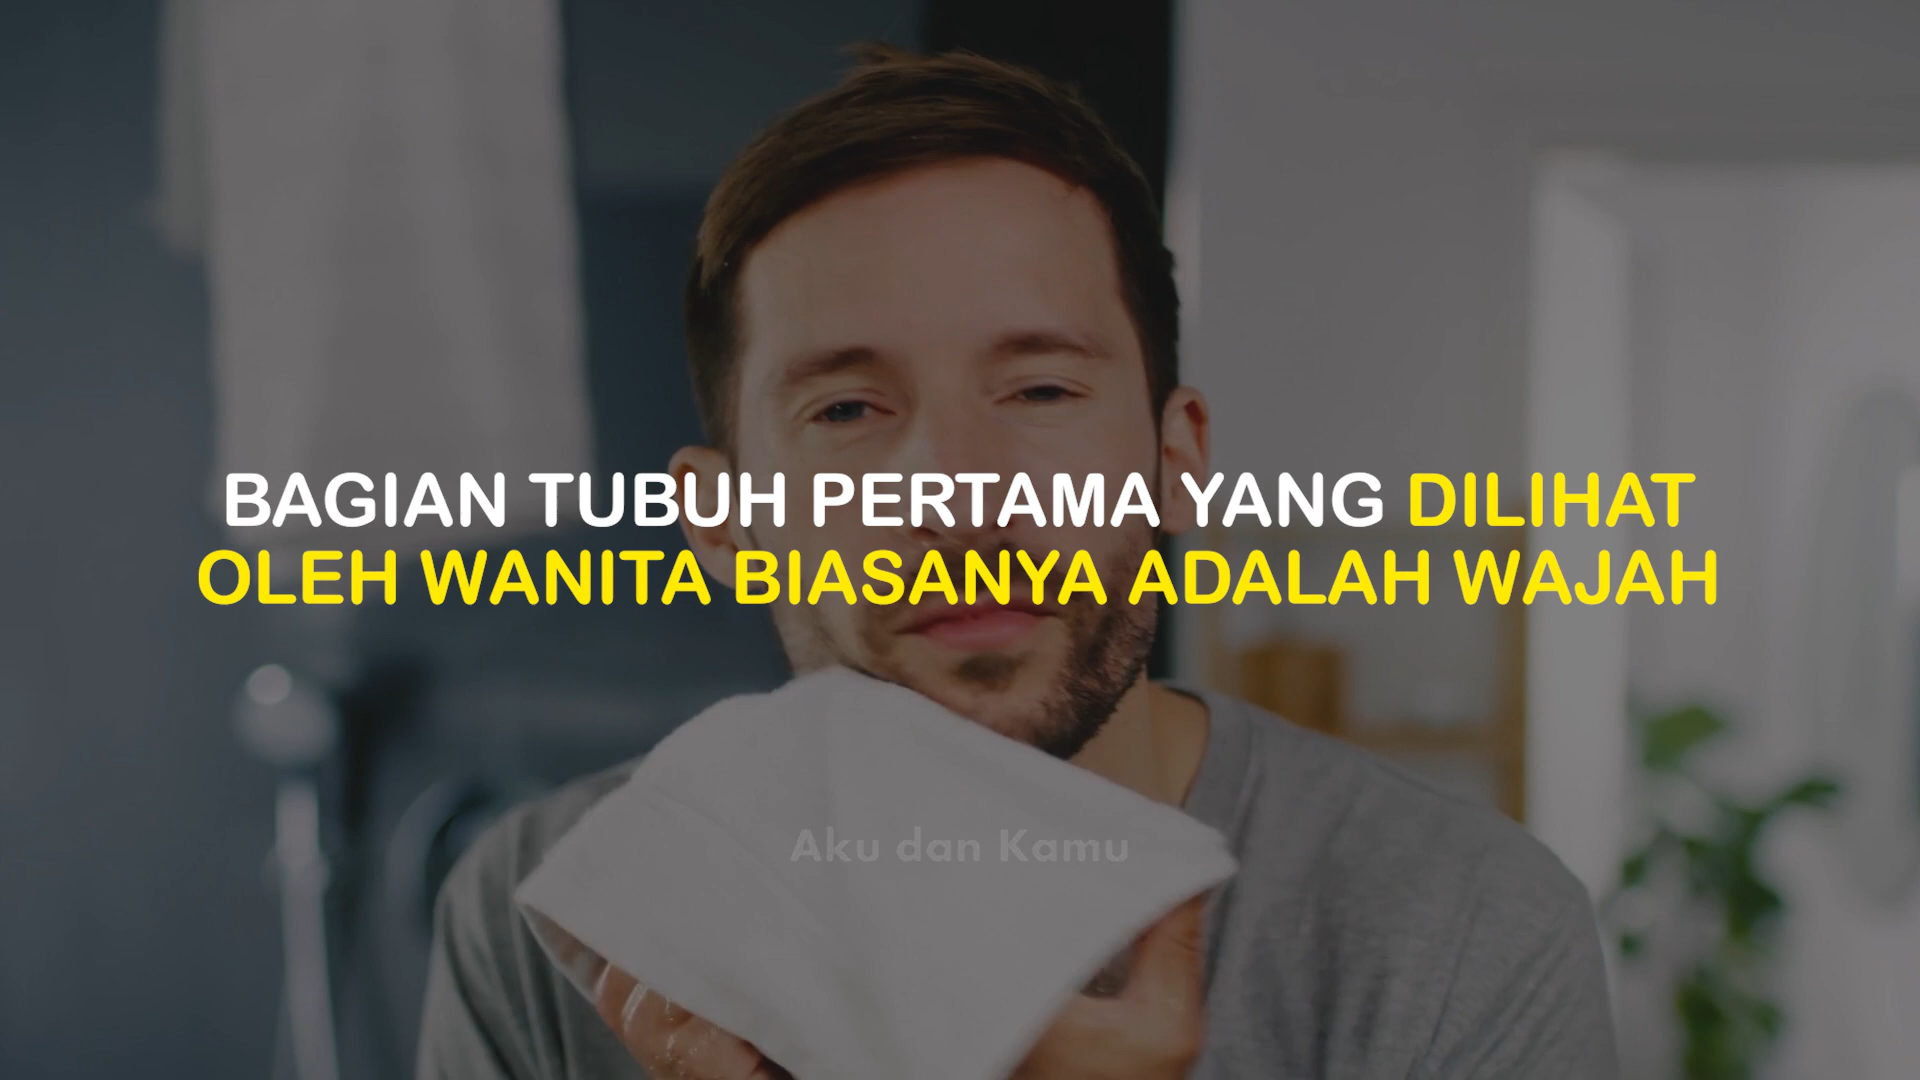 BAGIAN TUBUH PERTAMA YANG DILIHAT
OLEH WANITA BIASANYA ADALAH WAJAH
Aku dan Kamu